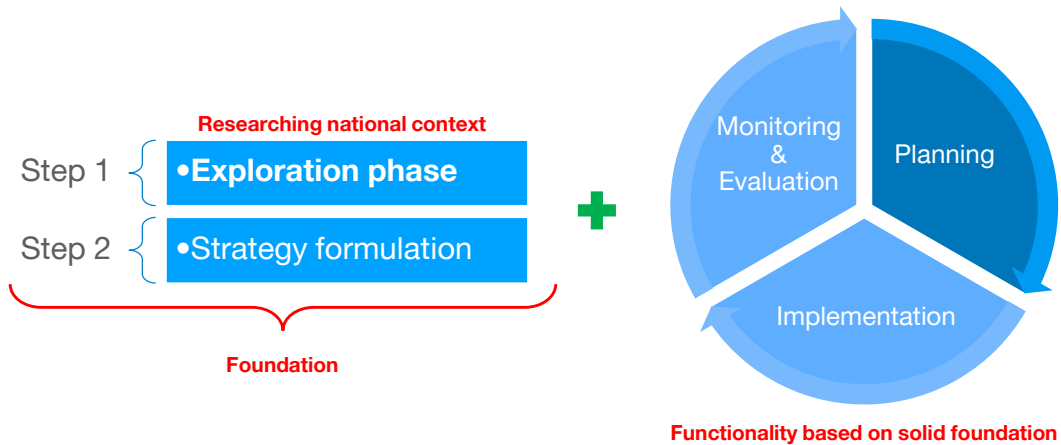 Researching national context
Step 1
•Exploration phase
Step 2
•Strategy formulation
Foundation
Monitoring
&
Evaluation
Planning
Implementation
Functionality based on solid foundation